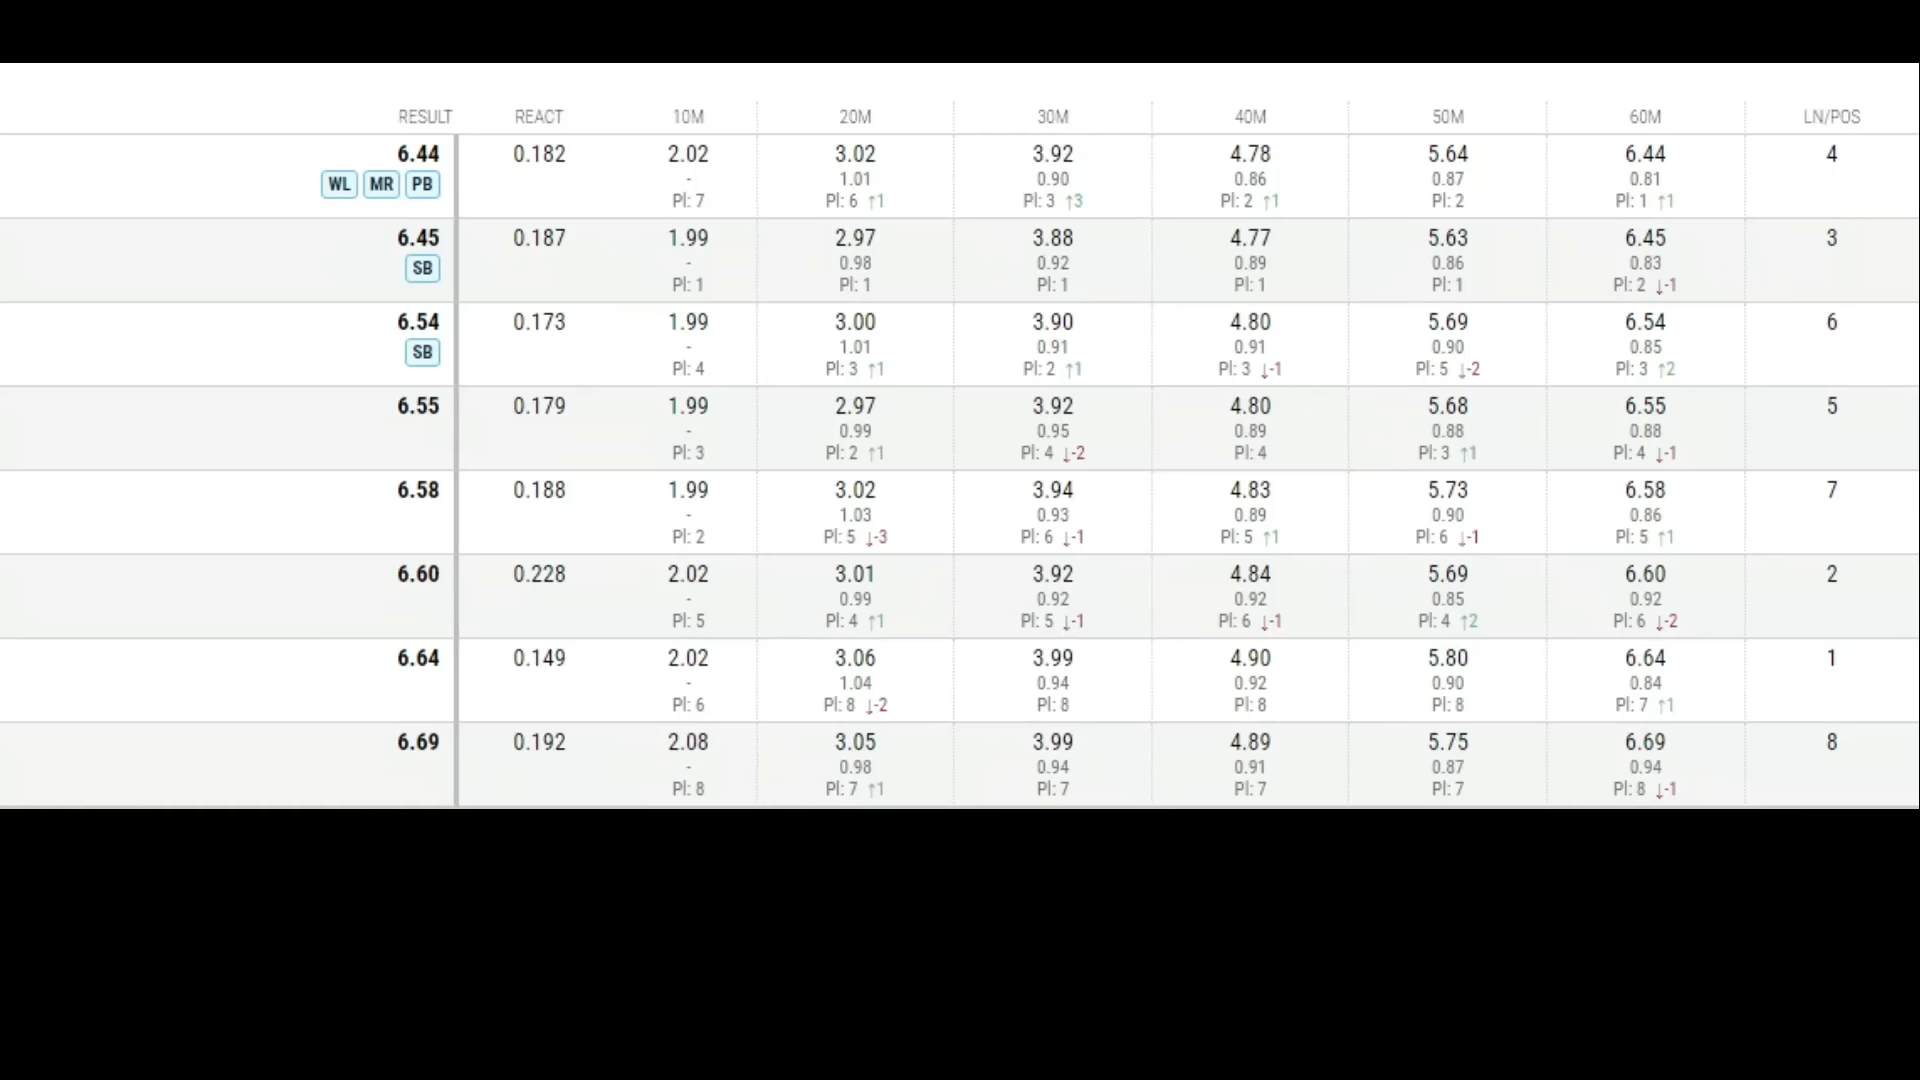 RESULT REACT 10M 20M 30M 40M 50M 60M LN/POS
6.44 0.182 2.02 3.02 3.92 4.78 5.64 6.44 4
WL MR PB - 1.01 0.90 0.86 0.87 0.81
Pl: 7 Pl: 6 ↑1 Pl: 3 ↑3 Pl: 2 ↑1 Pl: 2 Pl: 1 ↑1
6.45 0.187 1.99 2.97 3.88 4.77 5.63 6.45 3
SB - 0.98 0.92 0.89 0.86 0.83
Pl: 1 Pl: 1 Pl: 1 Pl: 1 Pl: 1 Pl: 2 ↓-1
6.54 0.173 1.99 3.00 3.90 4.80 5.69 6.54 6
SB - 1.01 0.91 0.91 0.90 0.85
Pl: 4 Pl: 3 ↑1 Pl: 2 ↑1 Pl: 3 ↓-1 Pl: 5 ↓-2 Pl: 3 ↑2
6.55 0.179 1.99 2.97 3.92 4.80 5.68 6.55 5
- 0.99 0.95 0.89 0.88 0.88
Pl: 3 Pl: 2 ↑1 Pl: 4 ↓-2 Pl: 4 Pl: 3 ↑1 Pl: 4 ↓-1
6.58 0.188 1.99 3.02 3.94 4.83 5.73 6.58 7
- 1.03 0.93 0.89 0.90 0.86
Pl: 2 Pl: 5 ↓-3 Pl: 6 ↓-1 Pl: 5 ↑1 Pl: 6 ↓-1 Pl: 5 ↑1
6.60 0.228 2.02 3.01 3.92 4.84 5.69 6.60 2
- 0.99 0.92 0.92 0.85 0.92
Pl: 5 Pl: 4 ↑1 Pl: 5 ↓-1 Pl: 6 ↓-1 Pl: 4 ↑2 Pl: 6 ↓-2
6.64 0.149 2.02 3.06 3.99 4.90 5.80 6.64 1
- 1.04 0.94 0.92 0.90 0.84
Pl: 6 Pl: 8 ↓-2 Pl: 8 Pl: 8 Pl: 8 Pl: 7 ↑1
6.69 0.192 2.08 3.05 3.99 4.89 5.75 6.69 8
- 0.98 0.94 0.91 0.87 0.94
Pl: 8 Pl: 7 ↑1 Pl: 7 Pl: 7 Pl: 7 Pl: 8 ↓-1